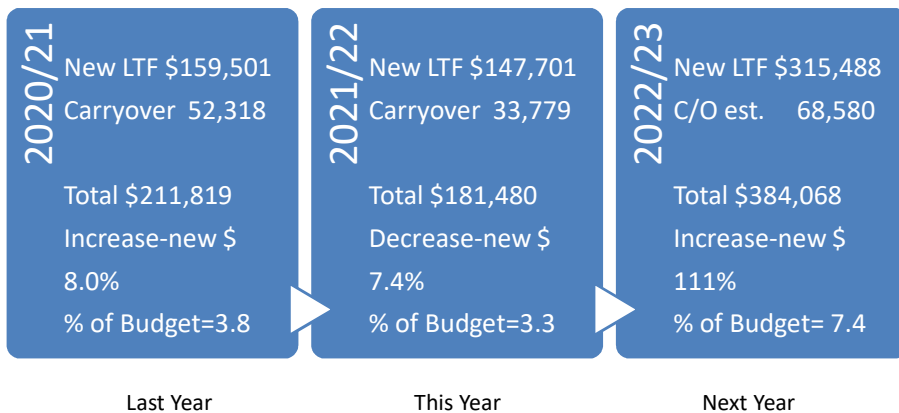 2020/21
New LTF $159,501
Carryover 52,318
Total $211,819
Increase-new $
8.0%
% of Budget=3.8
2021/22
New LTF $147,701
Carryover 33,779
Total $181,480
Decrease-new $
7.4%
% of Budget=3.3
2022/23
New LTF $315,488
C/O est. 68,580
Total $384,068
Increase-new $
111%
% of Budget= 7.4
Last Year
This Year
Next Year